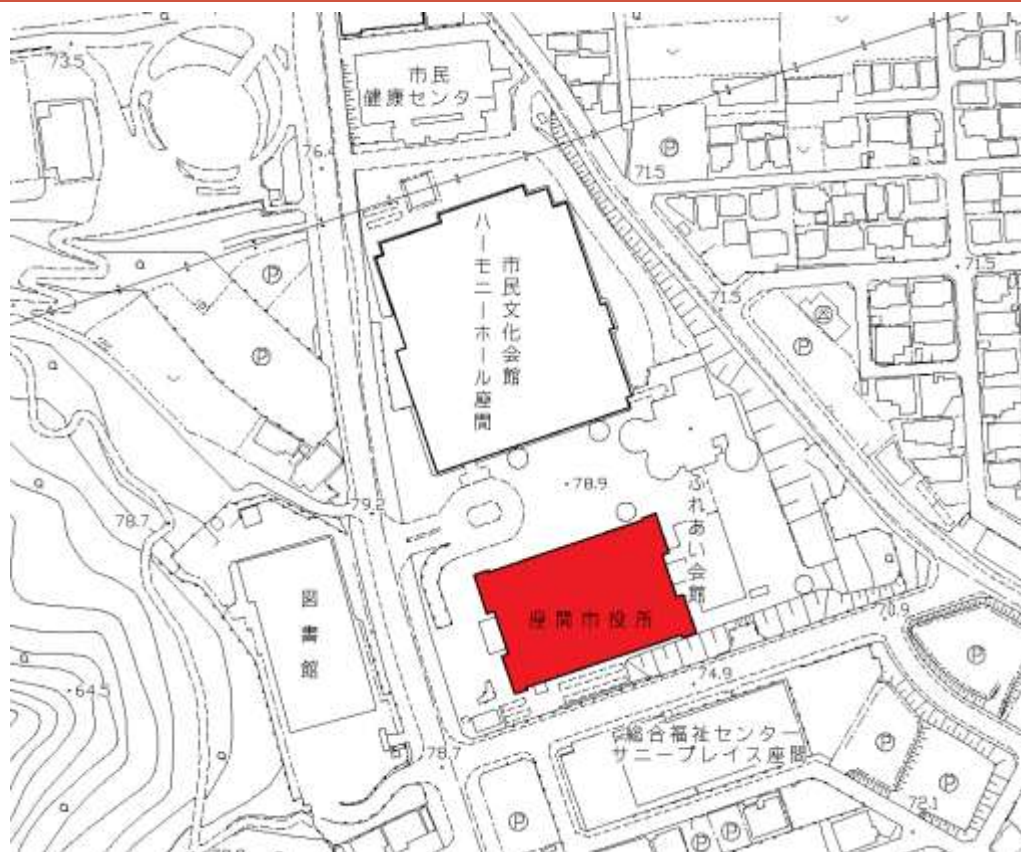 73.5
市民
健康センター
76.4
71.5
ハーモニーホール座間
市民文化会館
71.5
71.5
78.9
79.2
78.7
ふれあい会館
図書館
座間市役所
74.9
64.5
総合福祉センター
サニープレイス座間
78.7
72.1